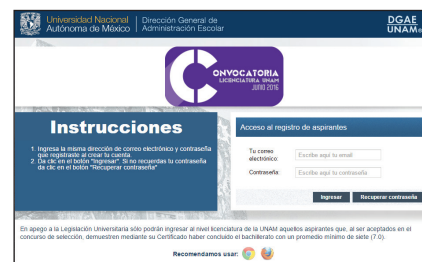 Universidad Nacional
Autónoma de México
Dirección General de
Administración Escolar
DGAE
UNAM
CONVOCATORIA
LICENCIATURA UNAM
JUNIO 2016
Instrucciones
1. Ingresa la misma dirección de correo electrónico y contraseña
que registraste al crear tu cuenta.
2. Da clic en el botón "Ingresar". Si no recuerdas tu contraseña
da clic en el botón "Recuperar contraseña"
Acceso al registro de aspirantes
Tu correo
electrónico:
Escribe aquí tu email
Contraseña:
Escribe aquí tu contraseña
Ingresar
Recuperar contraseña
En apego a la Legislación Universitaria sólo podrán ingresar al nivel licenciatura de la UNAM aquellos aspirantes que, al ser aceptados en el
concurso de selección, demuestren mediante su Certificado haber concluido el bachillerato con un promedio mínimo de siete (7.0).
Recomendamos usar: